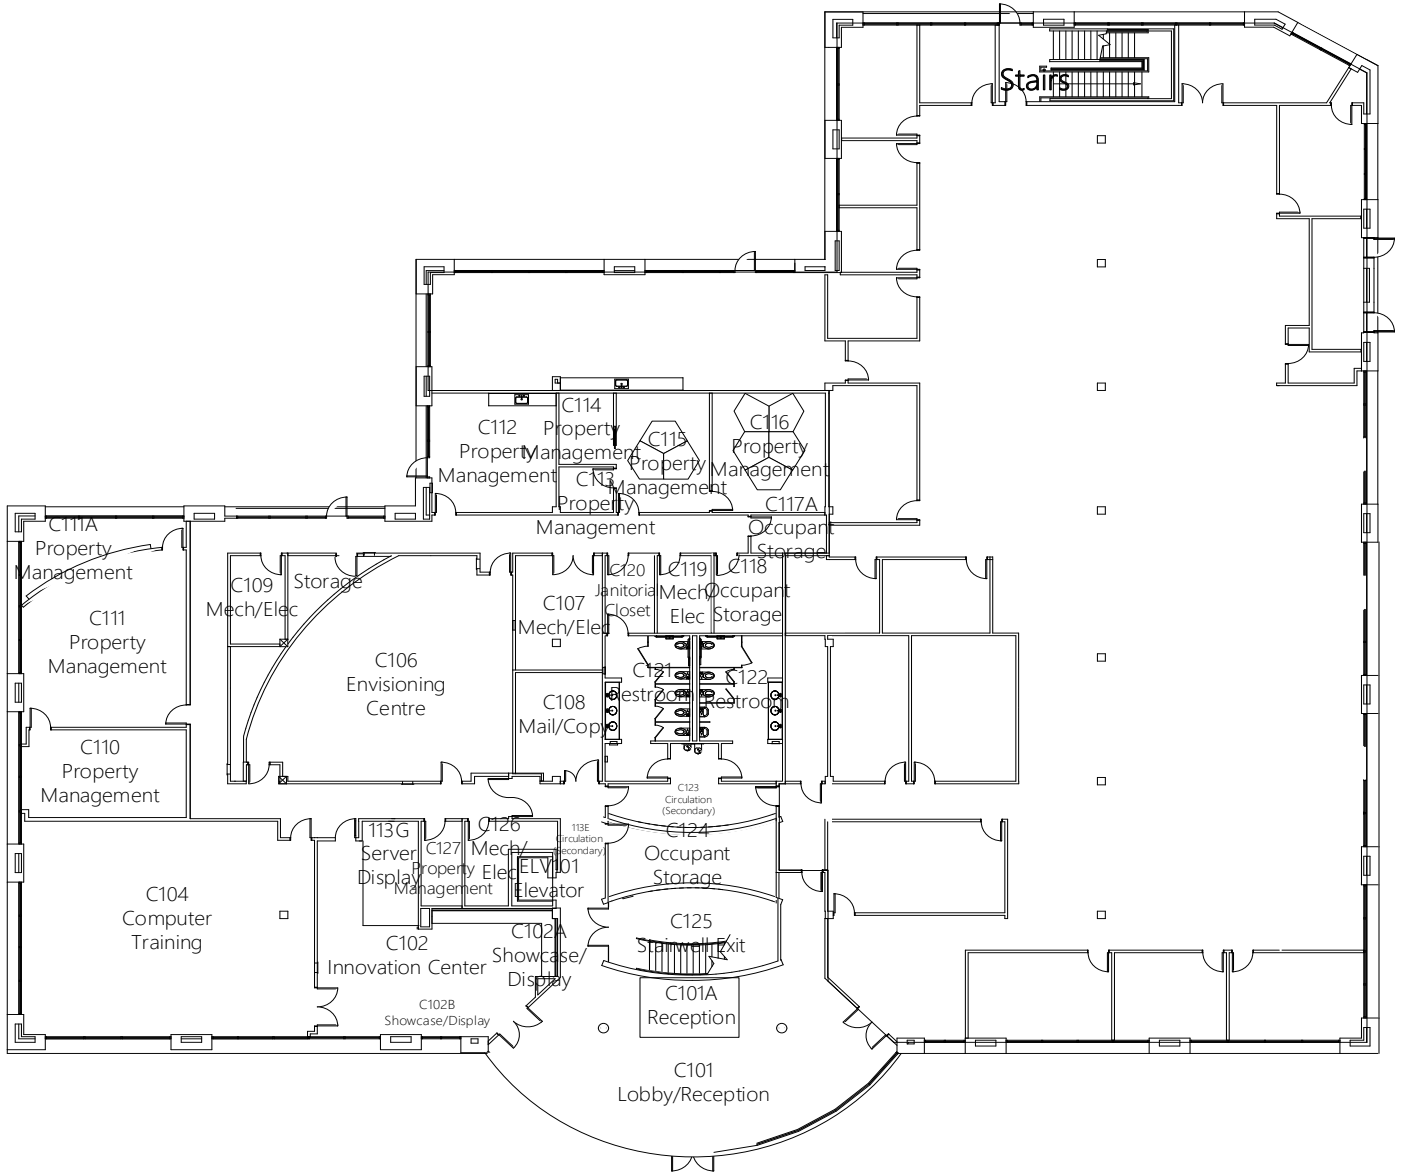 Stairs
C114
Property
Management
C112
Property
Management
C115
Property
Management
C116
Property
Management
C113
Property
Management
C117A
Occupant
Storage
C111A
Property
Management
C109
Mech/Elec
Storage
C107
Mech/Elec
C120
Janitorial
Closet
C119
Mech/
Elec
C118
Occupant
Storage
C111
Property
Management
C106
Envisioning
Centre
C108
Mail/Copy
C121
Restroom
C122
Restroom
C110
Property
Management
C123
Circulation
(Secondary)
113G
Server
Display
C127
Property
Management
C126
Mech/
Elec
ELV101
Elevator
113E
Circulation
(Secondary)
C124
Occupant
Storage
C104
Computer
Training
C102
Innovation Center
C102A
Showcase/
Display
C125
Stairwell Exit
C102B
Showcase/Display
C101A
Reception
C101
Lobby/Reception